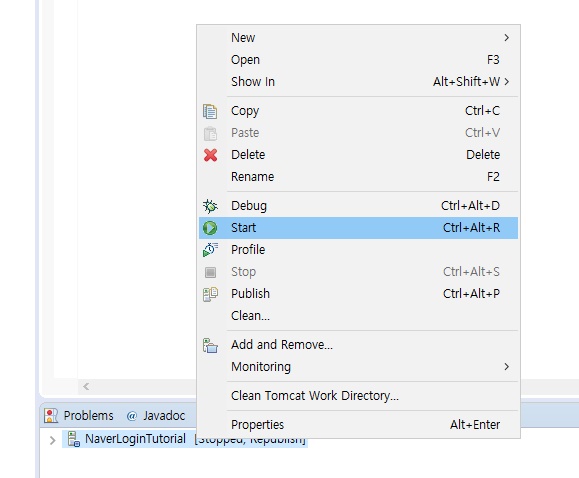 New
Open F3
Show In Alt+Shift+W
Copy Ctrl+C
Paste Ctrl+V
Delete Delete
Rename F2
Debug Ctrl+Alt+D
Start Ctrl+Alt+R
Profile
Stop Ctrl+Alt+S
Publish Ctrl+Alt+P
Clean...
Add and Remove...
Monitoring
Clean Tomcat Work Directory...
Properties Alt+Enter
Problems @ Javadoc
NaverLoginTutorial [Stopped, Republish]